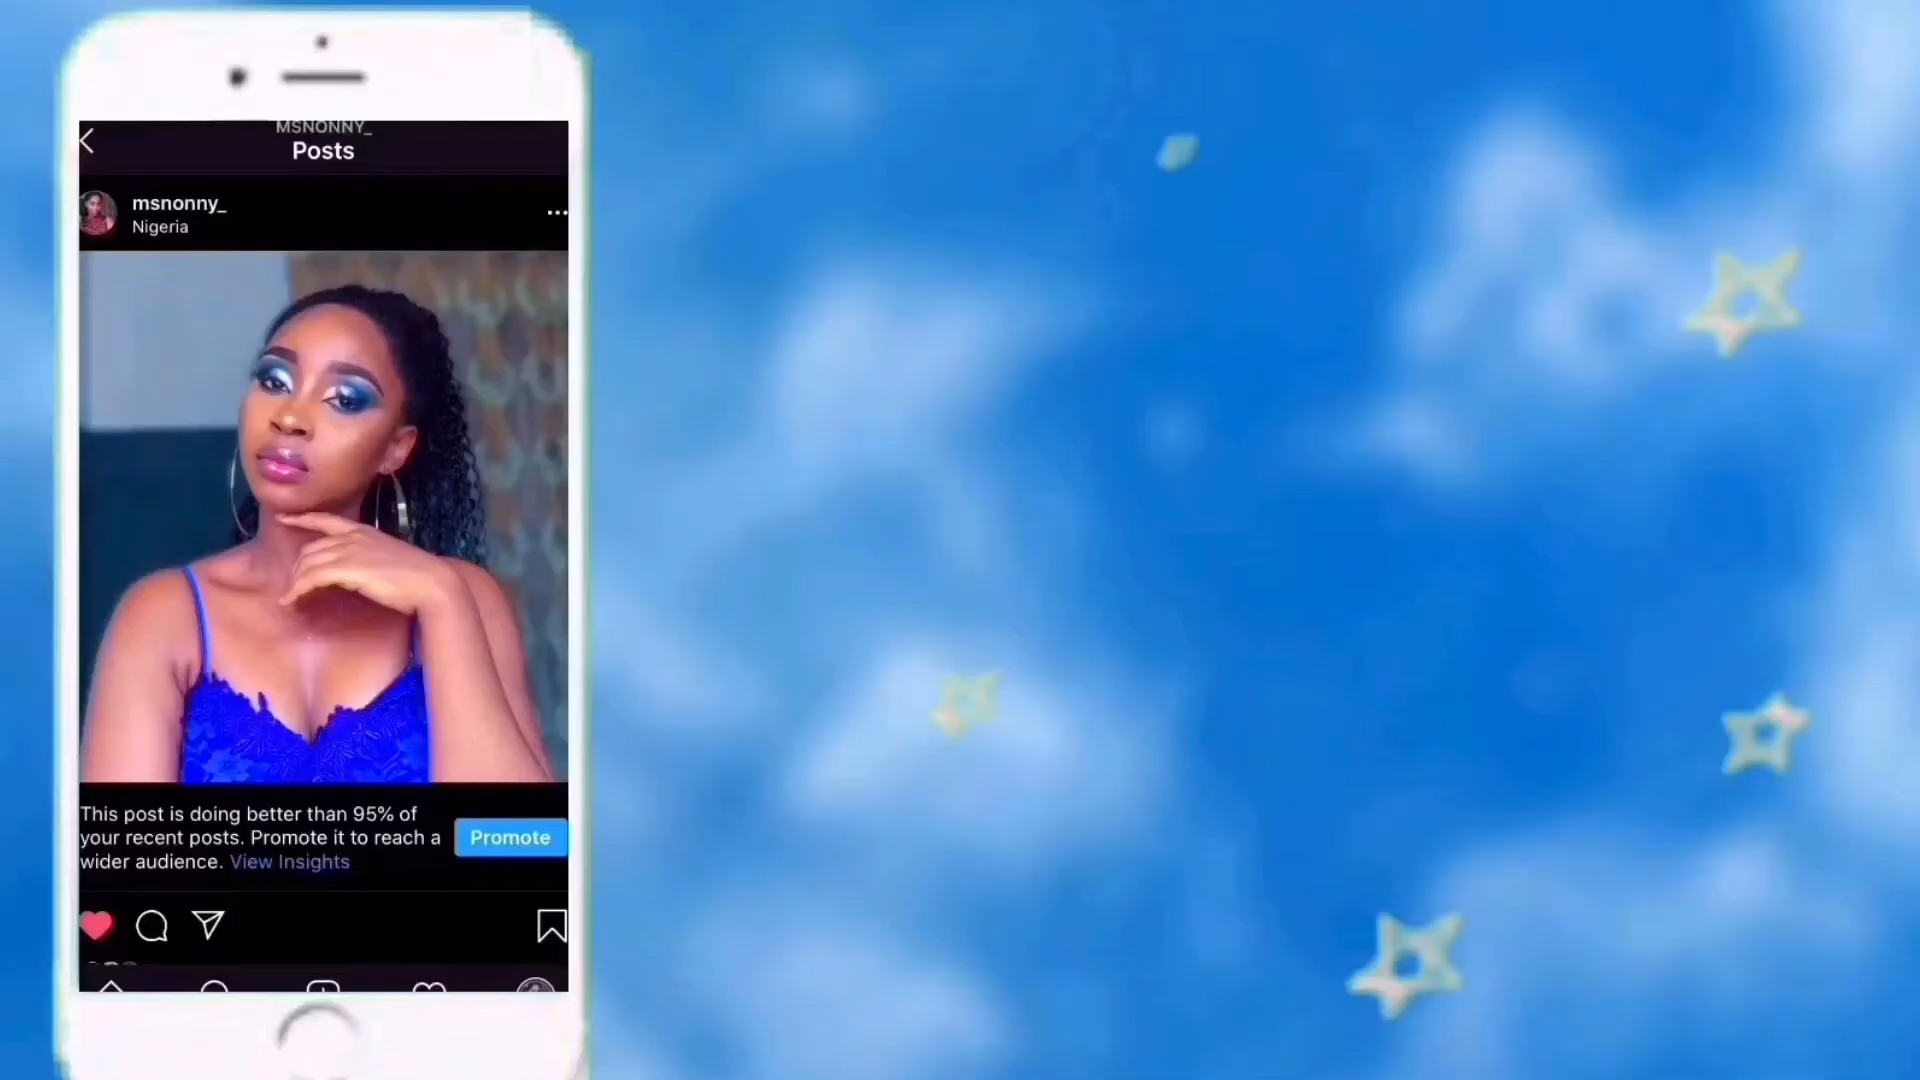 MSNONNY_
Posts
msnonny_
Nigeria
This post is doing better than 95% of
your recent posts. Promote it to reach a
wider audience. View Insights
Promote